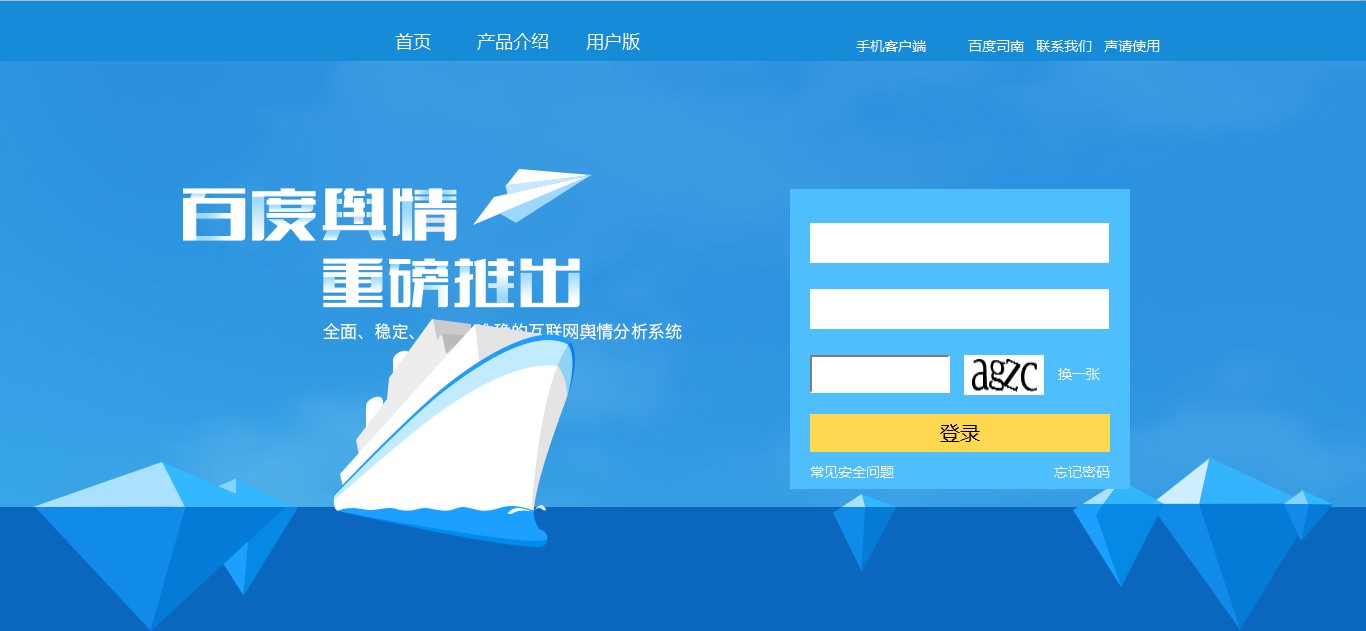 首页 产品介绍 用户版 手机客户端 百度司南 联系我们 声请使用
百度舆情
重磅推出
全面、稳定、 的互联网舆情分析系统
agzc 换一张
登录
常见安全问题 忘记密码